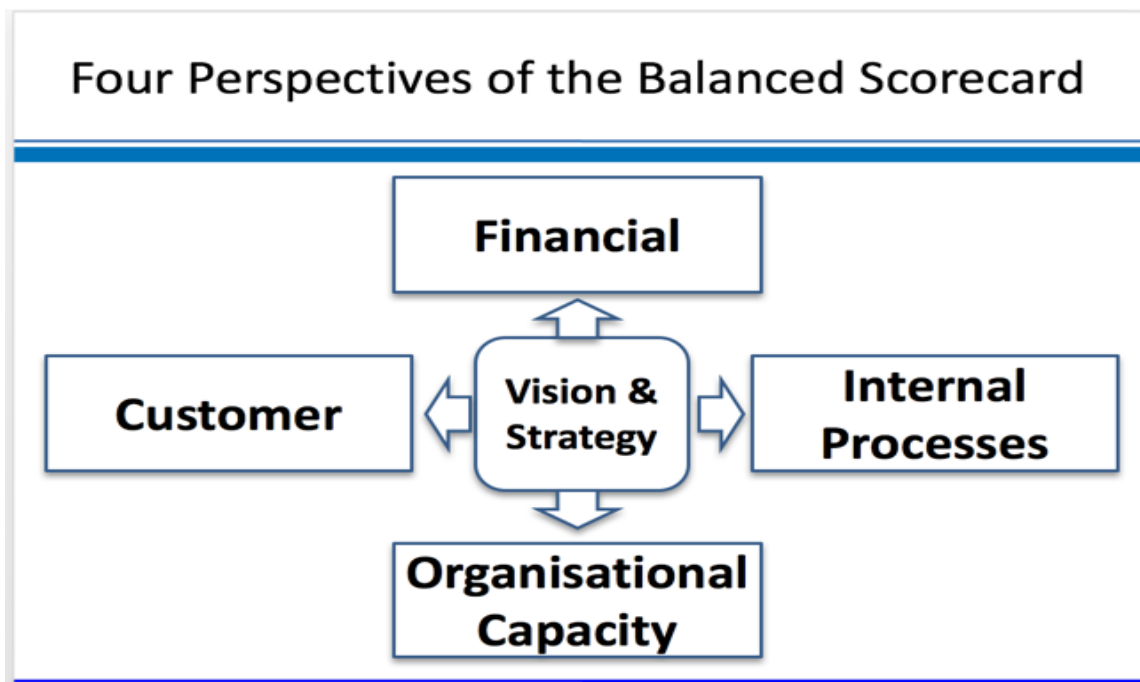 Four Perspectives of the Balanced Scorecard
Financial
Customer
Vision &
Strategy
Internal
Processes
Organisational
Capacity